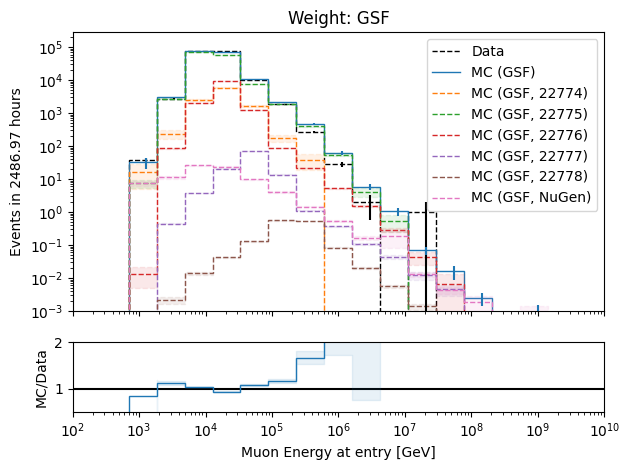 Weight: GSF
Events in 2486.97 hours
10^5
10^4
10^3
10^2
10^1
10^0
10^-1
10^-2
10^-3
Data
MC (GSF)
MC (GSF, 22774)
MC (GSF, 22775)
MC (GSF, 22776)
MC (GSF, 22777)
MC (GSF, 22778)
MC (GSF, NuGen)
MC/Data
2
1
10^2 10^3 10^4 10^5 10^6 10^7 10^8 10^9 10^10
Muon Energy at entry [GeV]